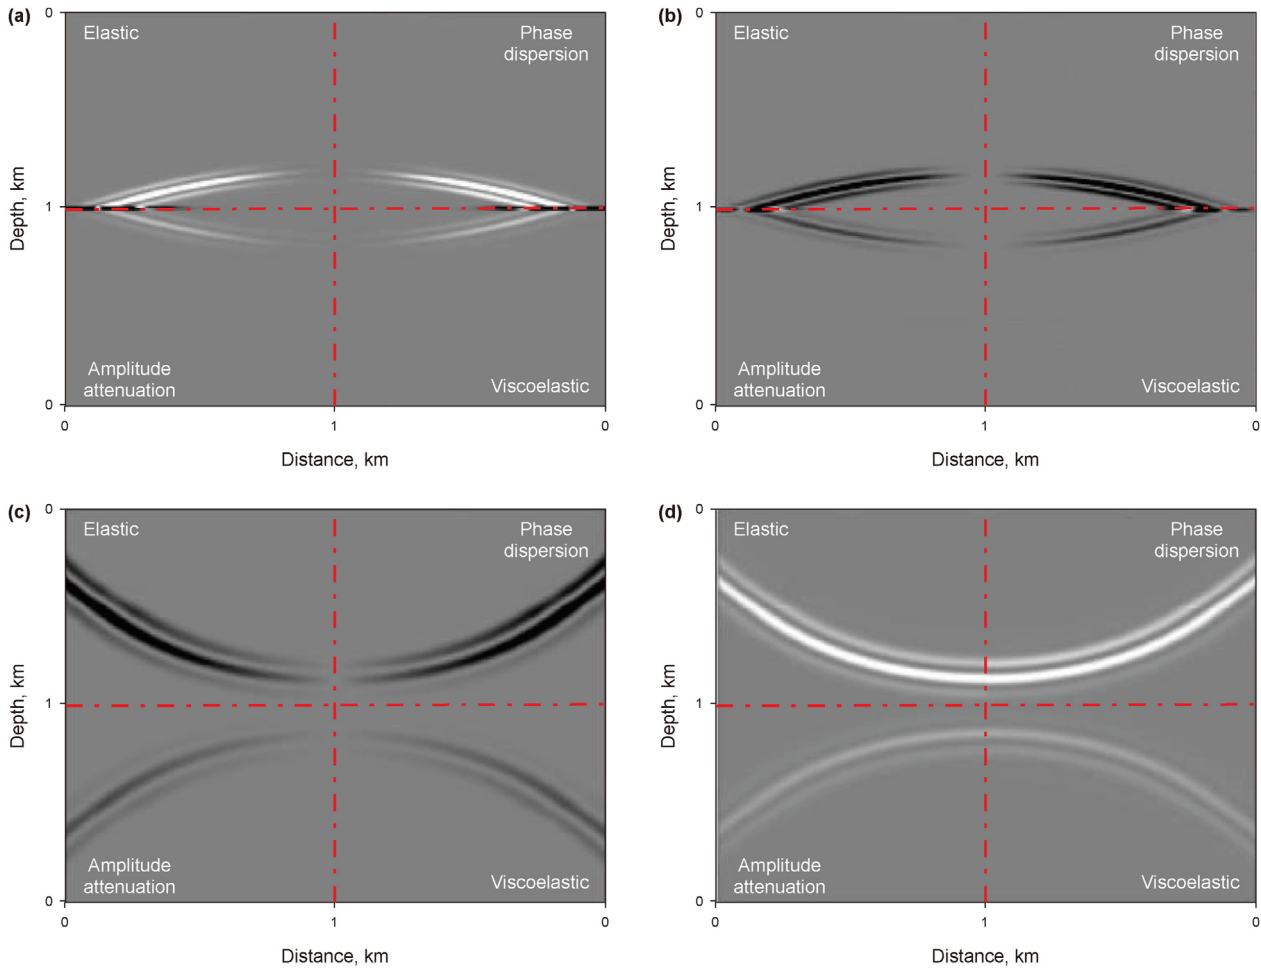 (a)
0
Elastic
Phase
dispersion
Depth, km
1
Amplitude
attenuation
Viscoelastic
0
0
1
0
Distance, km
(b)
0
Elastic
Phase
dispersion
Depth, km
1
Amplitude
attenuation
Viscoelastic
0
0
1
0
Distance, km
(c)
0
Elastic
Phase
dispersion
Depth, km
1
Amplitude
attenuation
Viscoelastic
0
0
1
0
Distance, km
(d)
0
Elastic
Phase
dispersion
Depth, km
1
Amplitude
attenuation
Viscoelastic
0
0
1
0
Distance, km